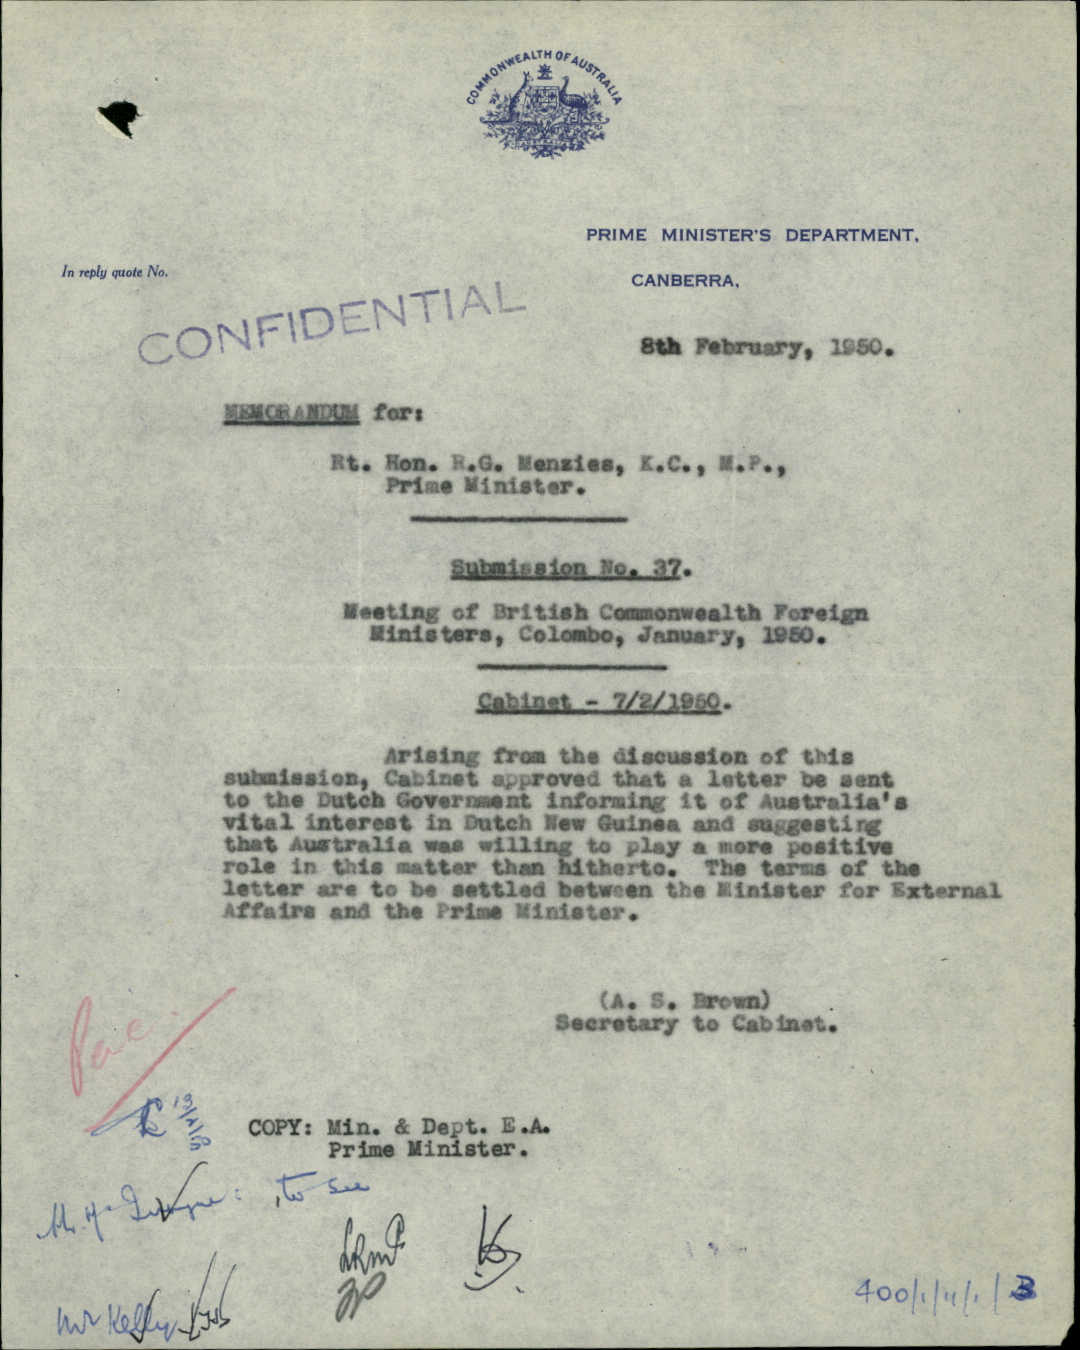 COMMONWEALTH OF AUSTRALIA
PRIME MINISTER'S DEPARTMENT,
In reply quote No.
CANBERRA,
CONFIDENTIAL
8th February, 1950.
MEMORANDUM for:
Rt. Hon. R.G. Menzies, K.C., M.P.,
Prime Minister.
Submission No. 37.
Meeting of British Commonwealth Foreign
Ministers, Colombo, January, 1950.
Cabinet - 7/2/1950.
Arising from the discussion of this
submission, Cabinet approved that a letter be sent
to the Dutch Government informing it of Australia's
vital interest in Dutch New Guinea and suggesting
that Australia was willing to play a more positive
role in this matter than hitherto. The terms of the
letter are to be settled between the Minister for External
Affairs and the Prime Minister.
(A. S. Brown)
Secretary to Cabinet.
COPY: Min. & Dept. E.A.
Prime Minister.
to see
Mr Kelly